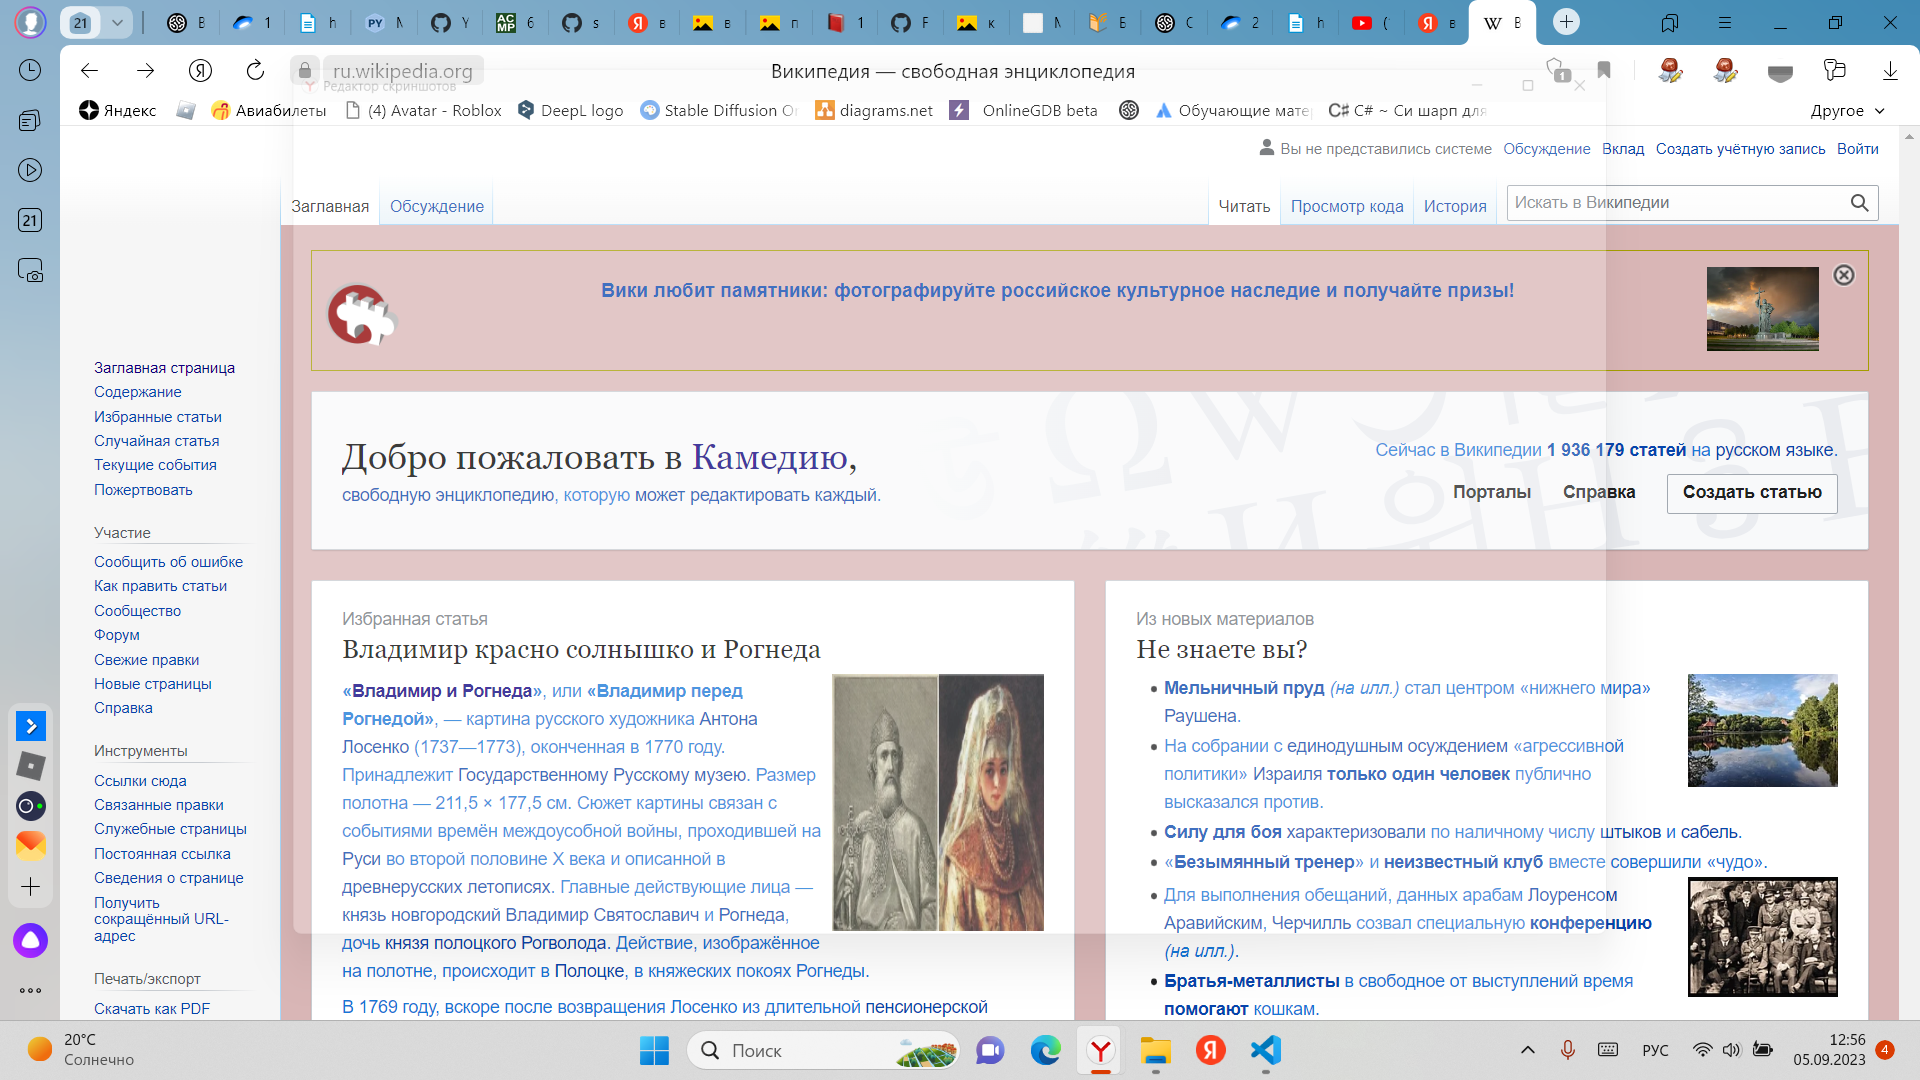 21 B 1 h M Y 6 s в в п 1 F к М Б C 2 h ( в В
ru.wikipedia.org Википедия — свободная энциклопедия 1
Редактор скриншотов
Яндекс Авиабилеты (4) Avatar - Roblox DeepL logo Stable Diffusion On diagrams.net OnlineGDB beta Обучающие мате C# ~ Си шарп для Другое
Вы не представились системе Обсуждение Вклад Создать учётную запись Войти
Заглавная Обсуждение Читать Просмотр кода История Искать в Википедии
21
Вики любит памятники: фотографируйте российское культурное наследие и получайте призы!
Заглавная страница
Содержание
Избранные статьи
Случайная статья
Текущие события
Пожертвовать
Участие
Сообщить об ошибке
Как править статьи
Сообщество
Форум
Свежие правки
Новые страницы
Справка
Инструменты
Ссылки сюда
Связанные правки
Служебные страницы
Постоянная ссылка
Сведения о странице
Получить
сокращённый URL-
адрес
Печать/экспорт
Скачать как PDF
Добро пожаловать в Камедию,
свободную энциклопедию, которую может редактировать каждый.
Сейчас в Википедии 1 936 179 статей на русском языке.
Порталы Справка Создать статью
Избранная статья
Владимир красно солнышко и Рогнеда
«Владимир и Рогнеда», или «Владимир перед
Рогнедой», — картина русского художника Антона
Лосенко (1737—1773), оконченная в 1770 году.
Принадлежит Государственному Русскому музею. Размер
полотна — 211,5 × 177,5 см. Сюжет картины связан с
событиями времён междоусобной войны, проходившей на
Руси во второй половине X века и описанной в
древнерусских летописях. Главные действующие лица —
князь новгородский Владимир Святославич и Рогнеда,
дочь князя полоцкого Рогволода. Действие, изображённое
на полотне, происходит в Полоцке, в княжеских покоях Рогнеды.
В 1769 году, вскоре после возвращения Лосенко из длительной пенсионерской
Из новых материалов
Не знаете вы?
Мельничный пруд (на илл.) стал центром «нижнего мира»
Раушена.
На собрании с единодушным осуждением «агрессивной
политики» Израиля только один человек публично
высказался против.
Силу для боя характеризовали по наличному числу штыков и сабель.
«Безымянный тренер» и неизвестный клуб вместе совершили «чудо».
Для выполнения обещаний, данных арабам Лоуренсом
Аравийским, Черчилль созвал специальную конференцию
(на илл.).
Братья-металлисты в свободное от выступлений время
помогают кошкам.
20°C
Солнечно
Поиск
РУС
12:56
05.09.2023
4